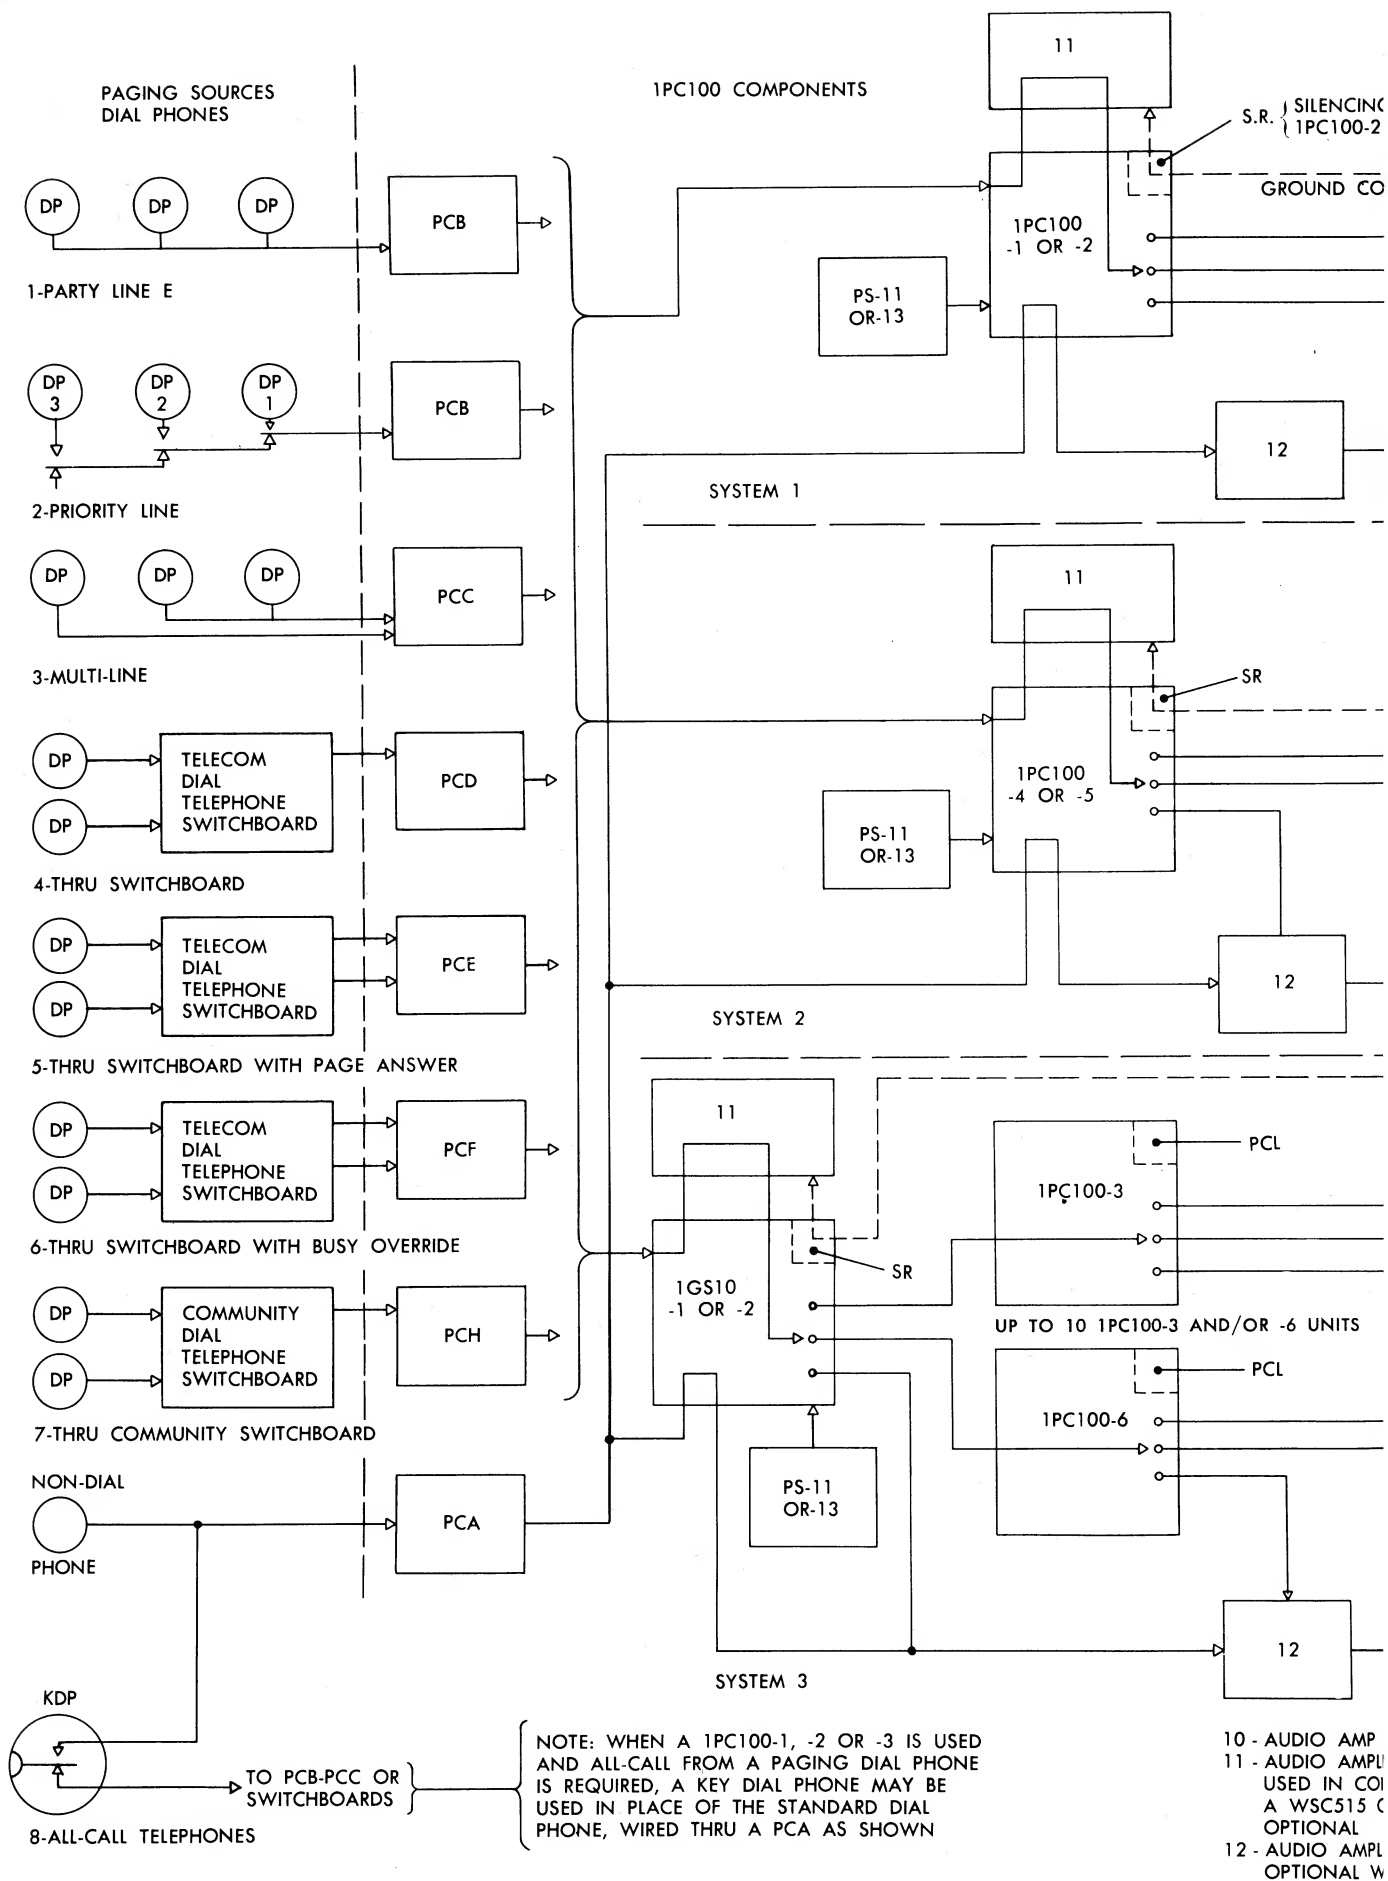 PAGING SOURCES
DIAL PHONES
1PC100 COMPONENTS
11
S.R.
SILENCING
1PC100-2
GROUND CO
DP
DP
DP
PCB
1-PARTY LINE E
1PC100
-1 OR -2
PS-11
OR-13
12
SYSTEM 1
DP
3
DP
2
DP
1
PCB
2-PRIORITY LINE
DP
DP
DP
PCC
3-MULTI-LINE
11
SR
1PC100
-4 OR -5
PS-11
OR-13
12
SYSTEM 2
DP
DP
TELECOM
DIAL
TELEPHONE
SWITCHBOARD
PCD
4-THRU SWITCHBOARD
DP
DP
TELECOM
DIAL
TELEPHONE
SWITCHBOARD
PCE
5-THRU SWITCHBOARD WITH PAGE ANSWER
DP
DP
TELECOM
DIAL
TELEPHONE
SWITCHBOARD
PCF
6-THRU SWITCHBOARD WITH BUSY OVERRIDE
DP
DP
COMMUNITY
DIAL
TELEPHONE
SWITCHBOARD
PCH
7-THRU COMMUNITY SWITCHBOARD
11
SR
1GS10
-1 OR -2
PS-11
OR-13
PCL
1PC100-3
UP TO 10 1PC100-3 AND/OR -6 UNITS
PCL
1PC100-6
12
SYSTEM 3
NON-DIAL
PHONE
PCA
KDP
TO PCB-PCC OR
SWITCHBOARDS
8-ALL-CALL TELEPHONES
NOTE: WHEN A 1PC100-1, -2 OR -3 IS USED
AND ALL-CALL FROM A PAGING DIAL PHONE
IS REQUIRED, A KEY DIAL PHONE MAY BE
USED IN PLACE OF THE STANDARD DIAL
PHONE, WIRED THRU A PCA AS SHOWN
10 - AUDIO AMP
11 - AUDIO AMPL
USED IN CO
A WSC515
OPTIONAL
12 - AUDIO AMPL
OPTIONAL W